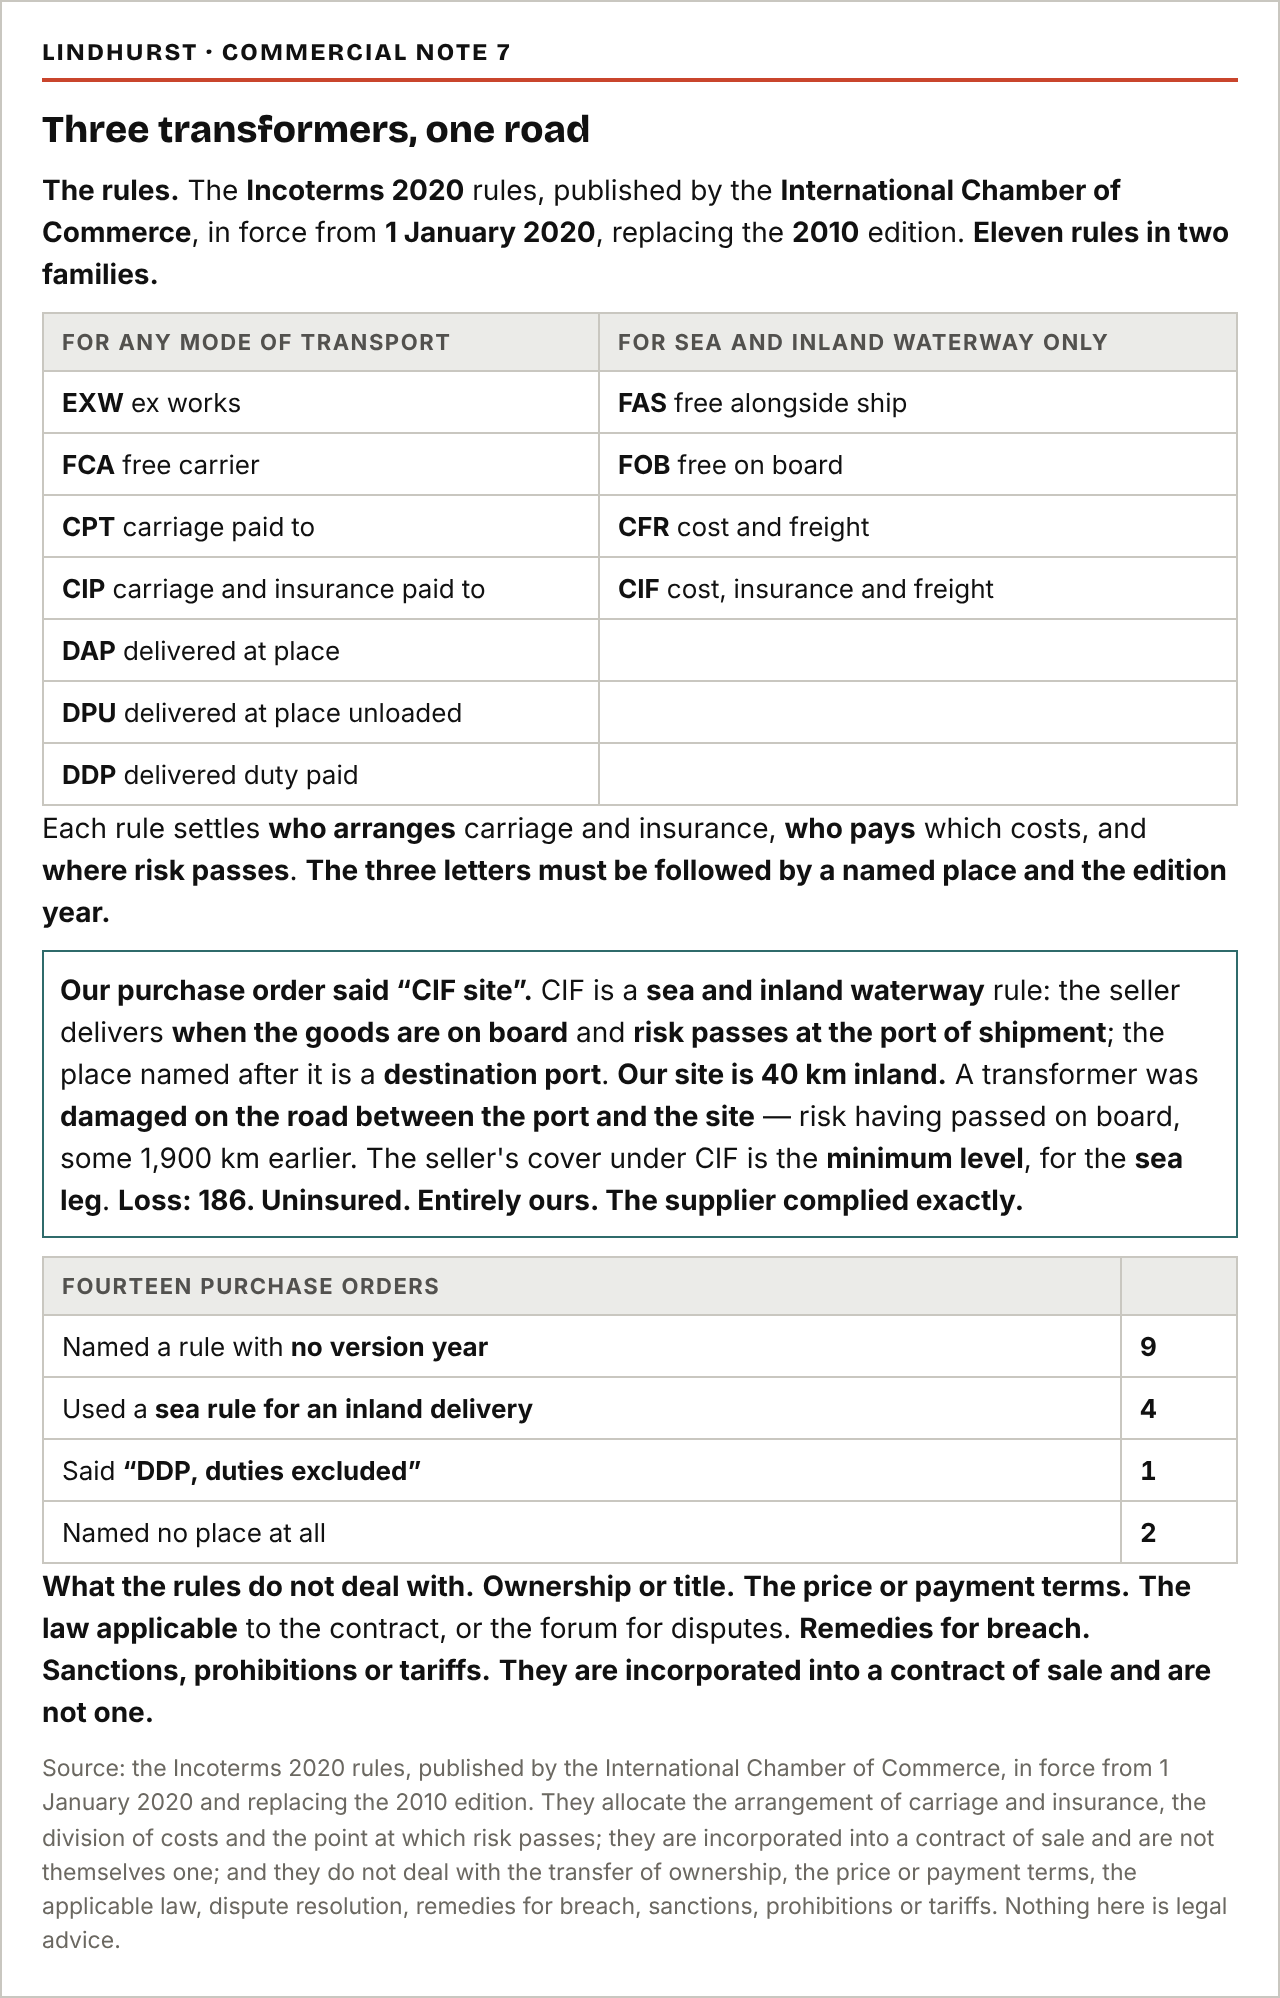 LINDHURST · COMMERCIAL NOTE 7
Three transformers, one road
The rules. The Incoterms 2020 rules, published by the International Chamber of
Commerce, in force from 1 January 2020, replacing the 2010 edition. Eleven rules in two
families.
FOR ANY MODE OF TRANSPORT FOR SEA AND INLAND WATERWAY ONLY
EXW ex works FAS free alongside ship
FCA free carrier FOB free on board
CPT carriage paid to CFR cost and freight
CIP carriage and insurance paid to CIF cost, insurance and freight
DAP delivered at place
DPU delivered at place unloaded
DDP delivered duty paid
Each rule settles who arranges carriage and insurance, who pays which costs, and
where risk passes. The three letters must be followed by a named place and the edition
year.
Our purchase order said “CIF site”. CIF is a sea and inland waterway rule: the seller
delivers when the goods are on board and risk passes at the port of shipment; the
place named after it is a destination port. Our site is 40 km inland. A transformer was
damaged on the road between the port and the site — risk having passed on board,
some 1,900 km earlier. The seller's cover under CIF is the minimum level, for the sea
leg. Loss: 186. Uninsured. Entirely ours. The supplier complied exactly.
FOURTEEN PURCHASE ORDERS
Named a rule with no version year 9
Used a sea rule for an inland delivery 4
Said “DDP, duties excluded” 1
Named no place at all 2
What the rules do not deal with. Ownership or title. The price or payment terms. The
law applicable to the contract, or the forum for disputes. Remedies for breach.
Sanctions, prohibitions or tariffs. They are incorporated into a contract of sale and are
not one.
Source: the Incoterms 2020 rules, published by the International Chamber of Commerce, in force from 1
January 2020 and replacing the 2010 edition. They allocate the arrangement of carriage and insurance, the
division of costs and the point at which risk passes; they are incorporated into a contract of sale and are not
themselves one; and they do not deal with the transfer of ownership, the price or payment terms, the
applicable law, dispute resolution, remedies for breach, sanctions, prohibitions or tariffs. Nothing here is legal
advice.